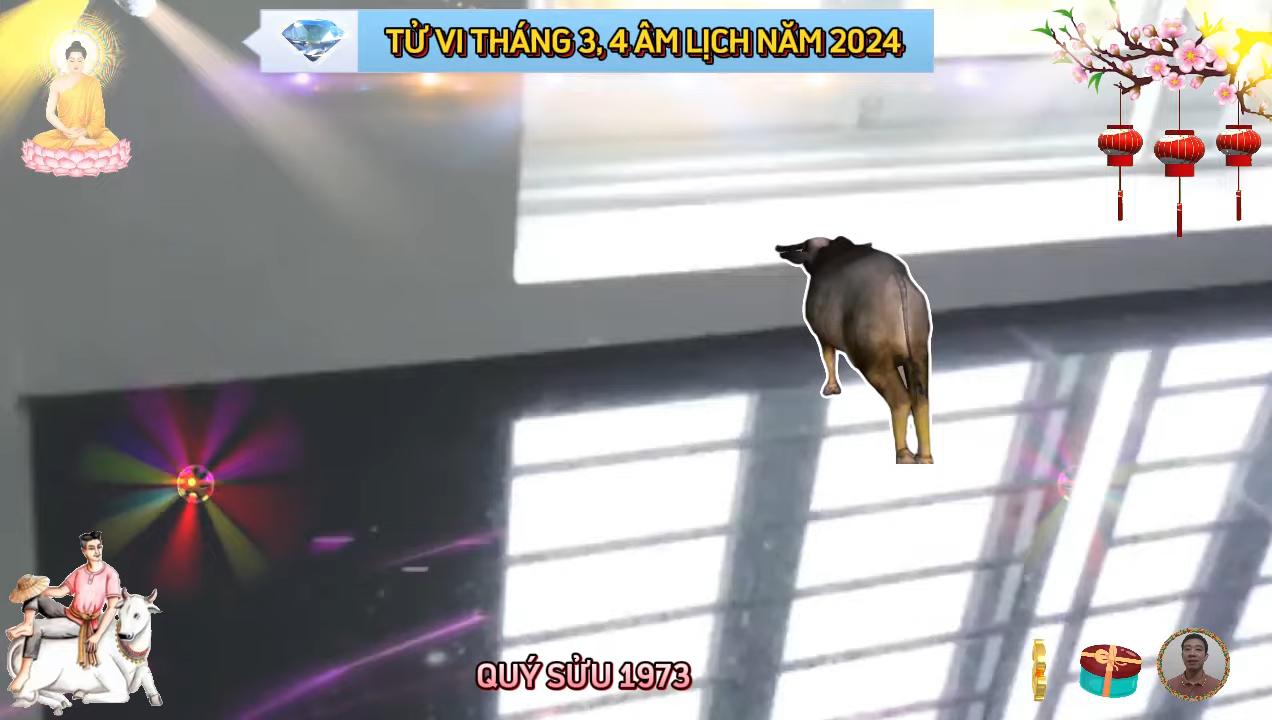 TỬ VI THÁNG 3, 4 ÂM LỊCH NĂM 2024
QUÝ SỬU 1973